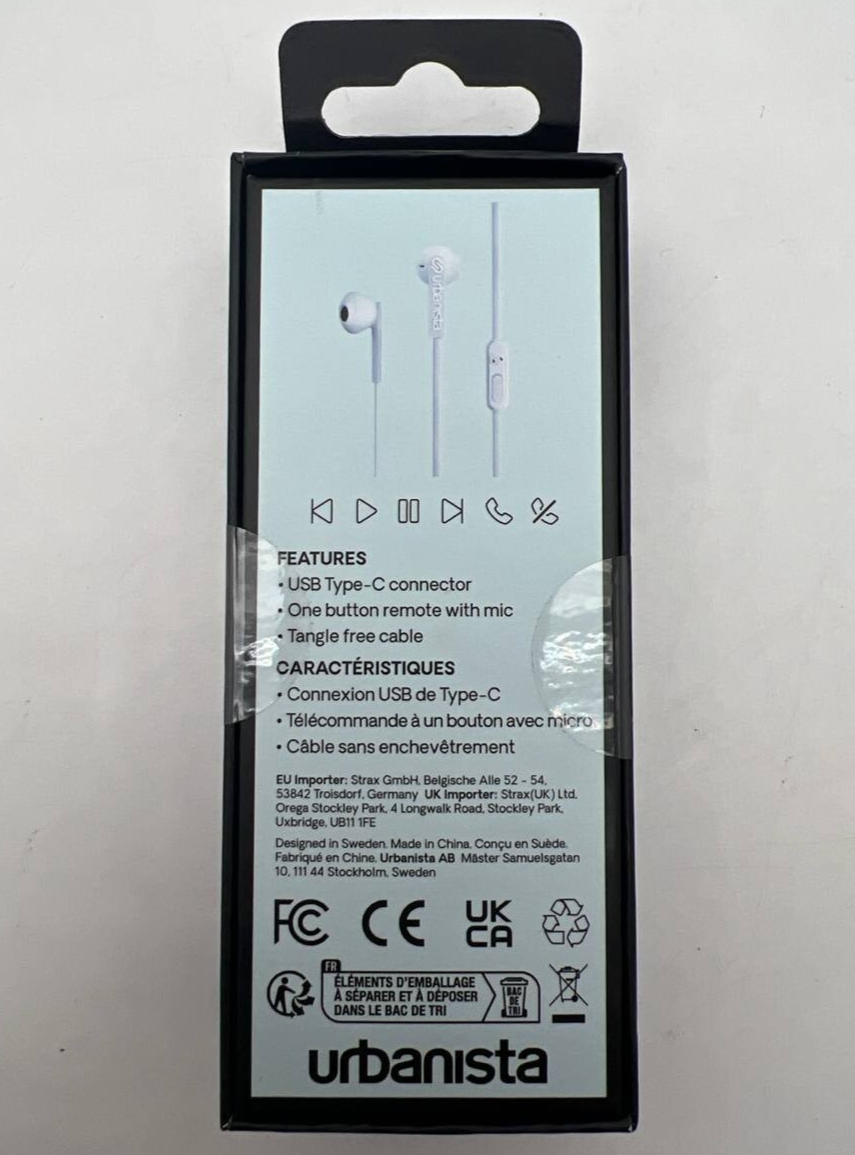 urbanista
FEATURES
• USB Type-C connector
• One button remote with mic
• Tangle free cable
CARACTÉRISTIQUES
• Connexion USB de Type-C
• Télécommande à un bouton avec micro
• Câble sans enchevêtrement
EU Importer: Strax GmbH, Belgische Alle 52 - 54,
53842 Troisdorf, Germany UK Importer: Strax(UK) Ltd.
Orega Stockley Park, 4 Longwalk Road, Stockley Park,
Uxbridge, UB11 1FE
Designed in Sweden. Made in China. Conçu en Suède.
Fabriqué en Chine. Urbanista AB Mäster Samuelsgatan
10, 111 44 Stockholm, Sweden
FC CE UK
CA
FR
ÉLÉMENTS D'EMBALLAGE
À SÉPARER ET À DÉPOSER
DANS LE BAC DE TRI
BAC
DE
TRI
urbanista